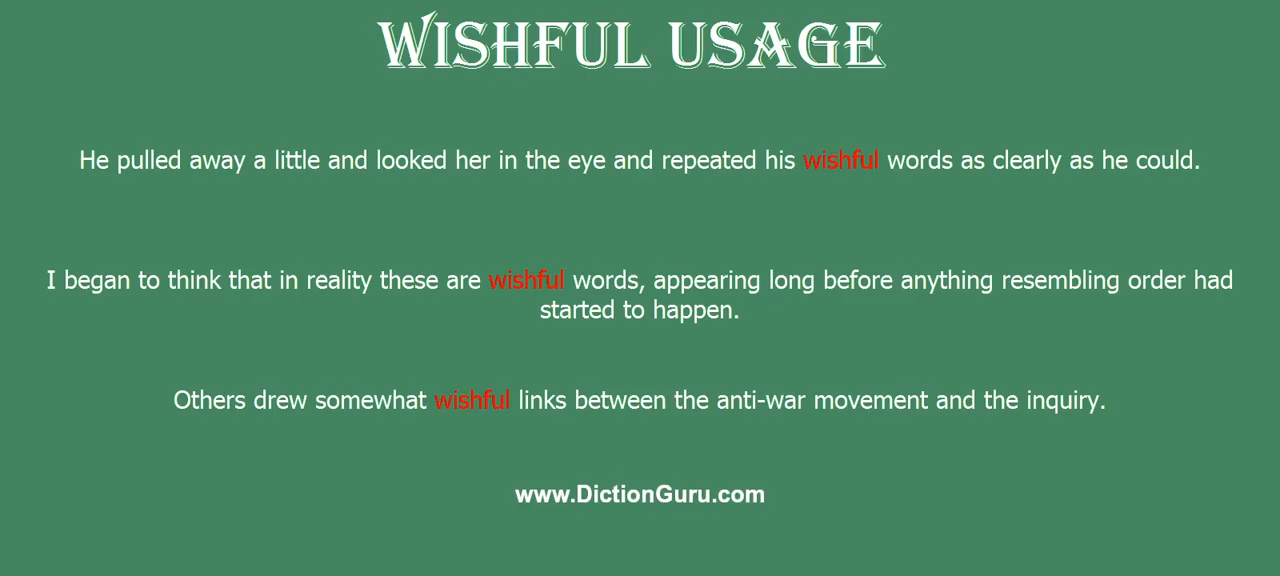 WISHFUL USAGE
He pulled away a little and looked her in the eye and repeated his wishful words as clearly as he could.
I began to think that in reality these are wishful words, appearing long before anything resembling order had
started to happen.
Others drew somewhat wishful links between the anti-war movement and the inquiry.
www.DictionGuru.com